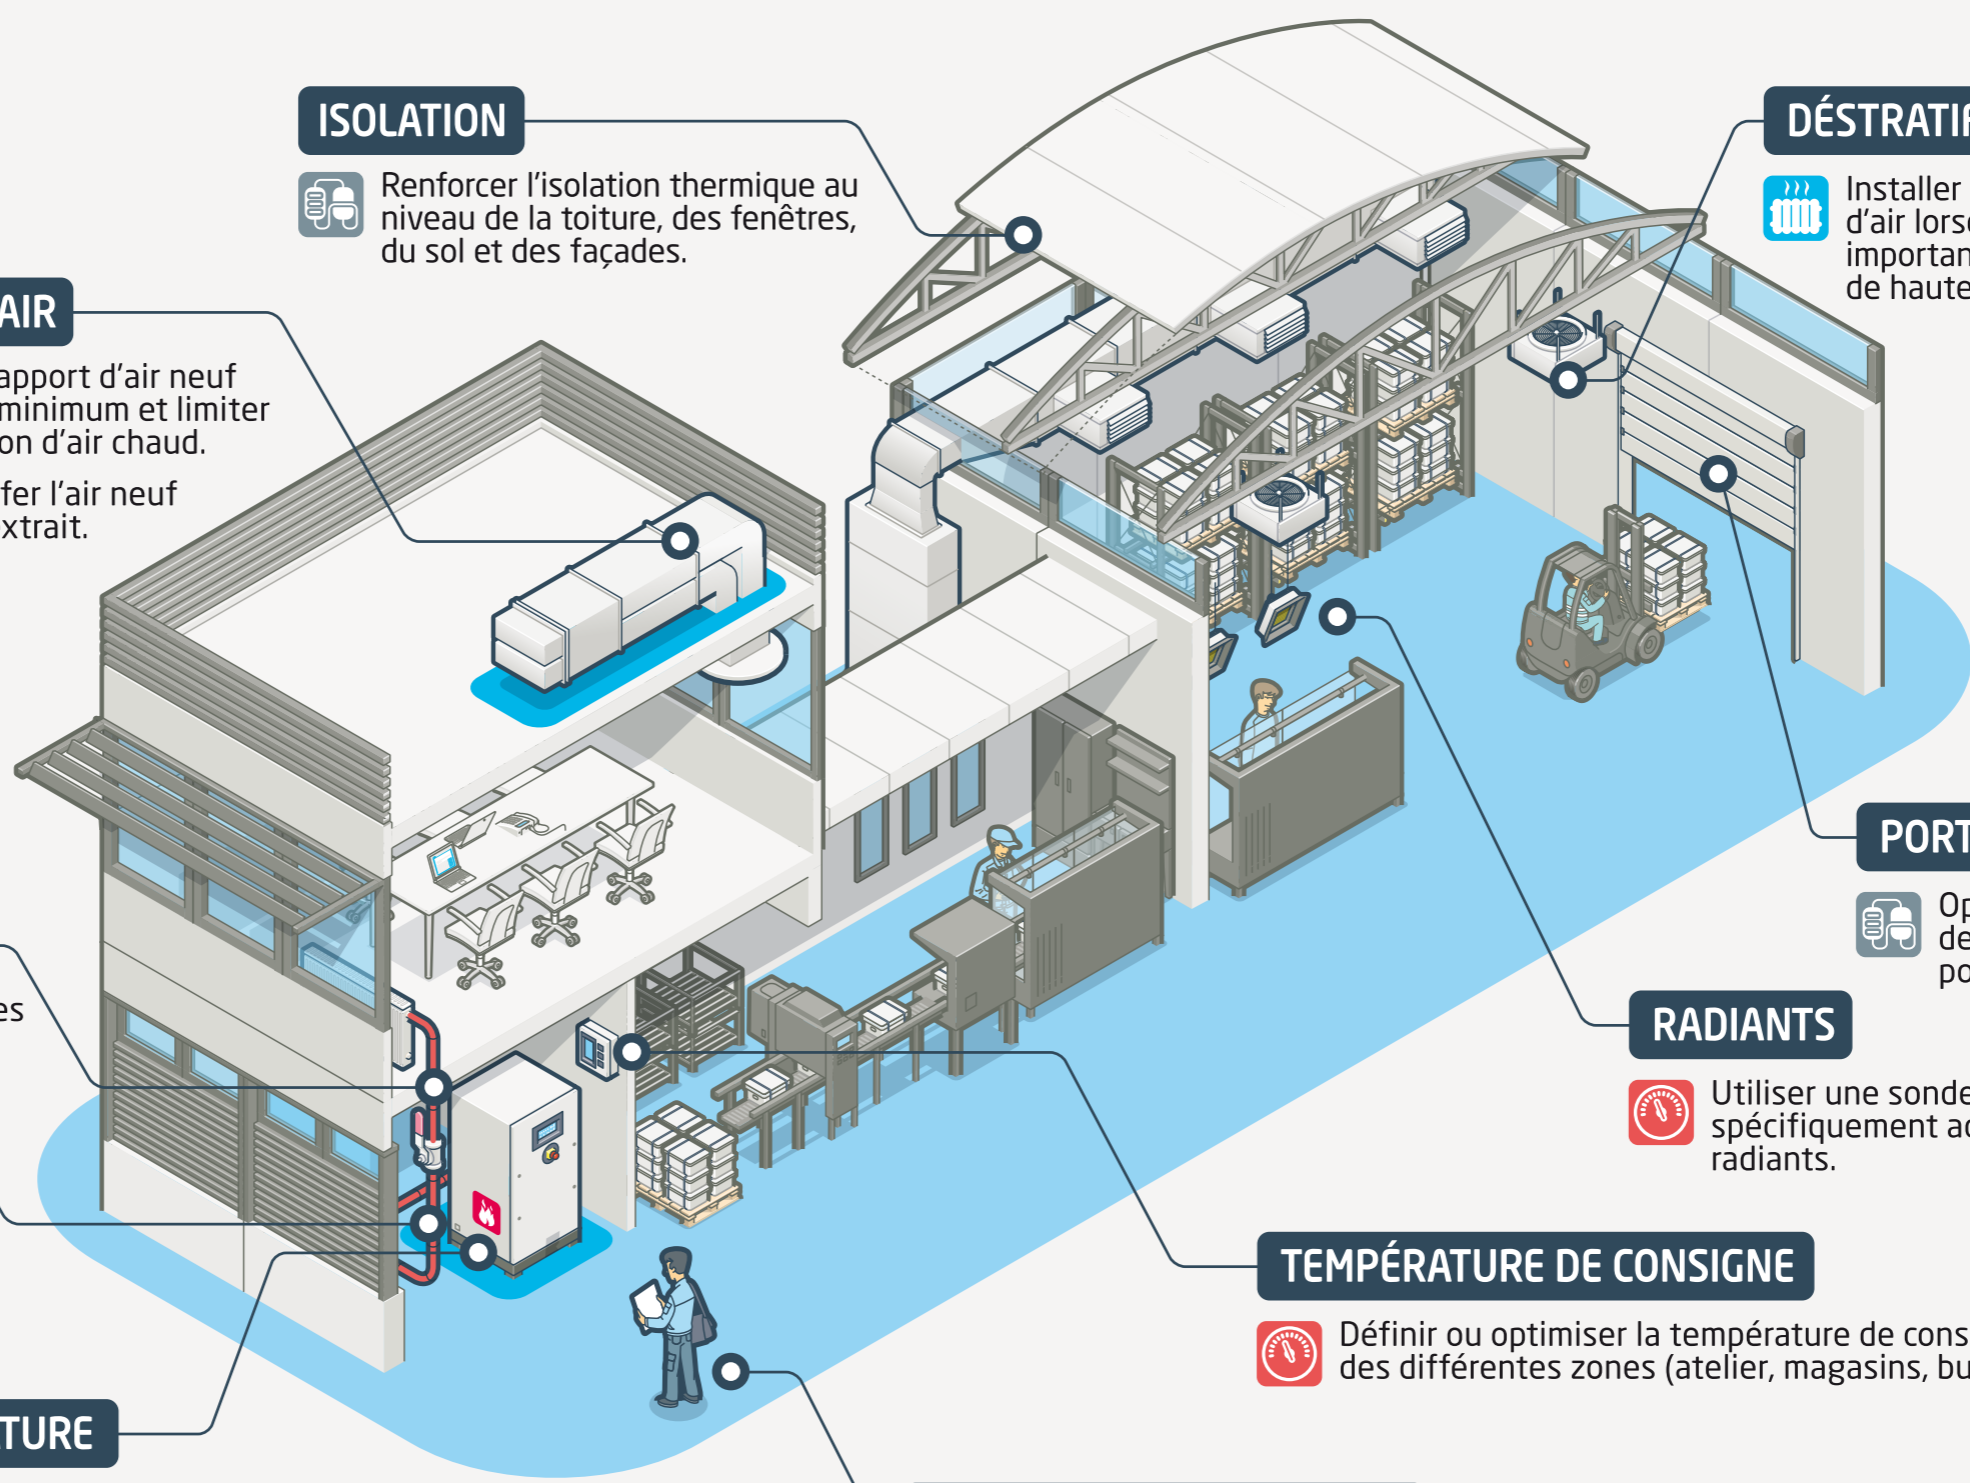 ISOLATION
Renforcer l'isolation thermique au
niveau de la toiture, des fenêtres,
du sol et des façades.
DÉSTRATIF
Installer
d'air lors
importan
de haute
AIR
apport d'air neuf
minimum et limiter
on d'air chaud.
fer l'air neuf
xtrait.
PORT
Op
de
po
es
RADIANTS
Utiliser une sonde
spécifiquement ad
radiants.
TEMPÉRATURE DE CONSIGNE
Définir ou optimiser la température de cons
des différentes zones (atelier, magasins, bu
TURE